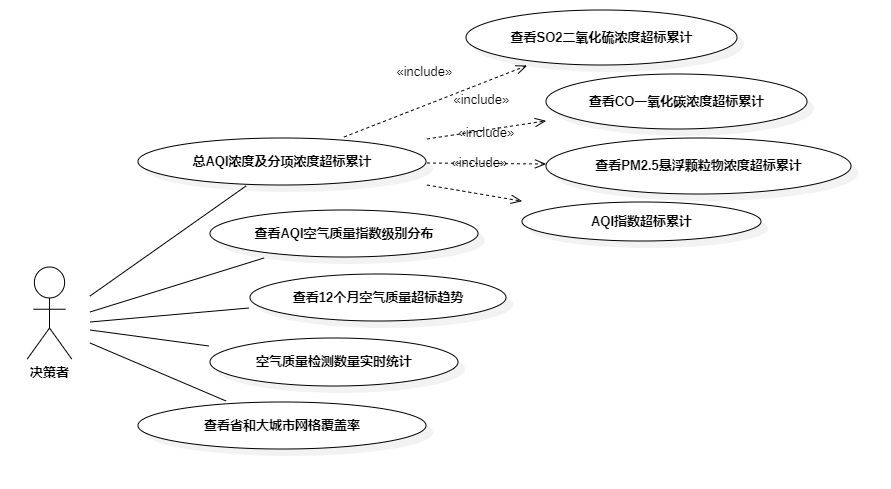 查看SO2二氧化硫浓度超标累计
«include»
«include»
查看CO一氧化碳浓度超标累计
«include»
总AQI浓度及分项浓度超标累计
«include»
查看PM2.5悬浮颗粒物浓度超标累计
AQI指数超标累计
查看AQI空气质量指数级别分布
查看12个月空气质量超标趋势
空气质量检测数量实时统计
决策者
查看省和大城市网格覆盖率